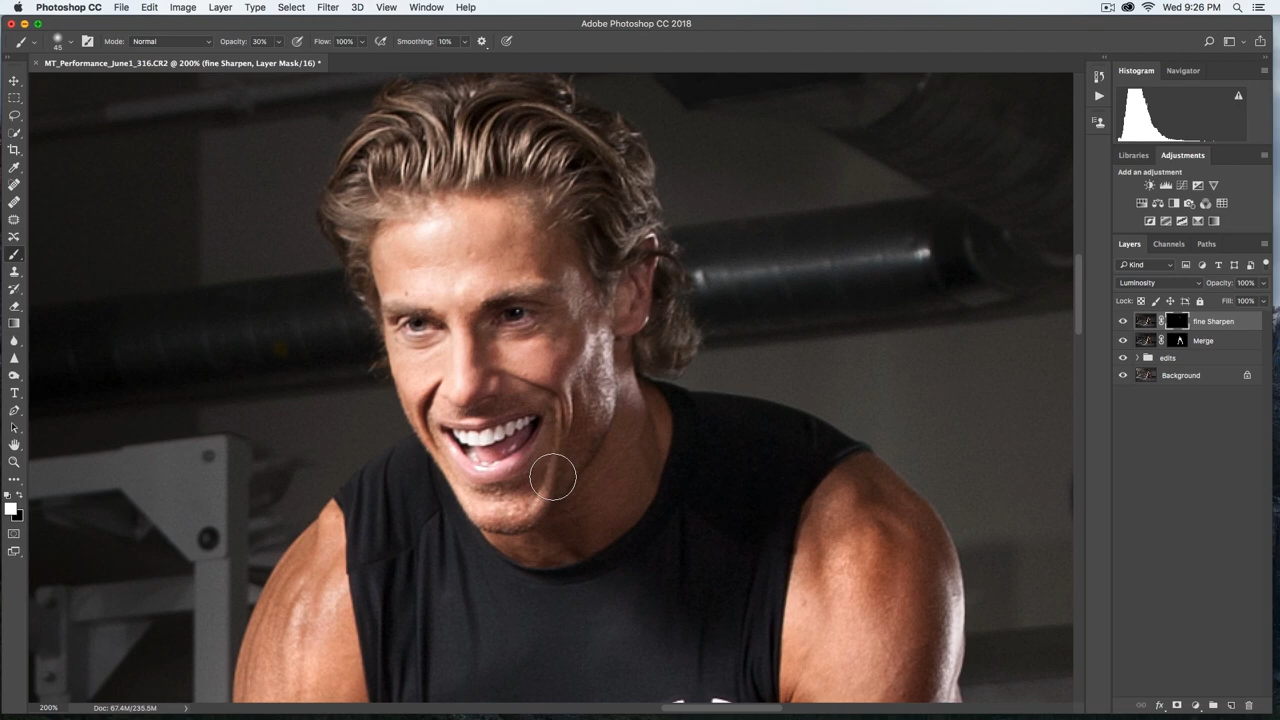 Photoshop CC File Edit Image Layer Type Select Filter 3D View Window Help Wed 9:26 PM
Adobe Photoshop CC 2018
45 Mode: Normal Opacity: 30% Flow: 100% Smoothing: 10%
× MT_Performance_June1_316.CR2 @ 200% (fine Sharpen, Layer Mask/16) *
Histogram Navigator
Libraries Adjustments
Add an adjustment
Layers Channels Paths
Kind
Luminosity Opacity: 100%
Lock: Fill: 100%
fine Sharpen
Merge
edits
Background
200% Doc: 67.4M/235.5M